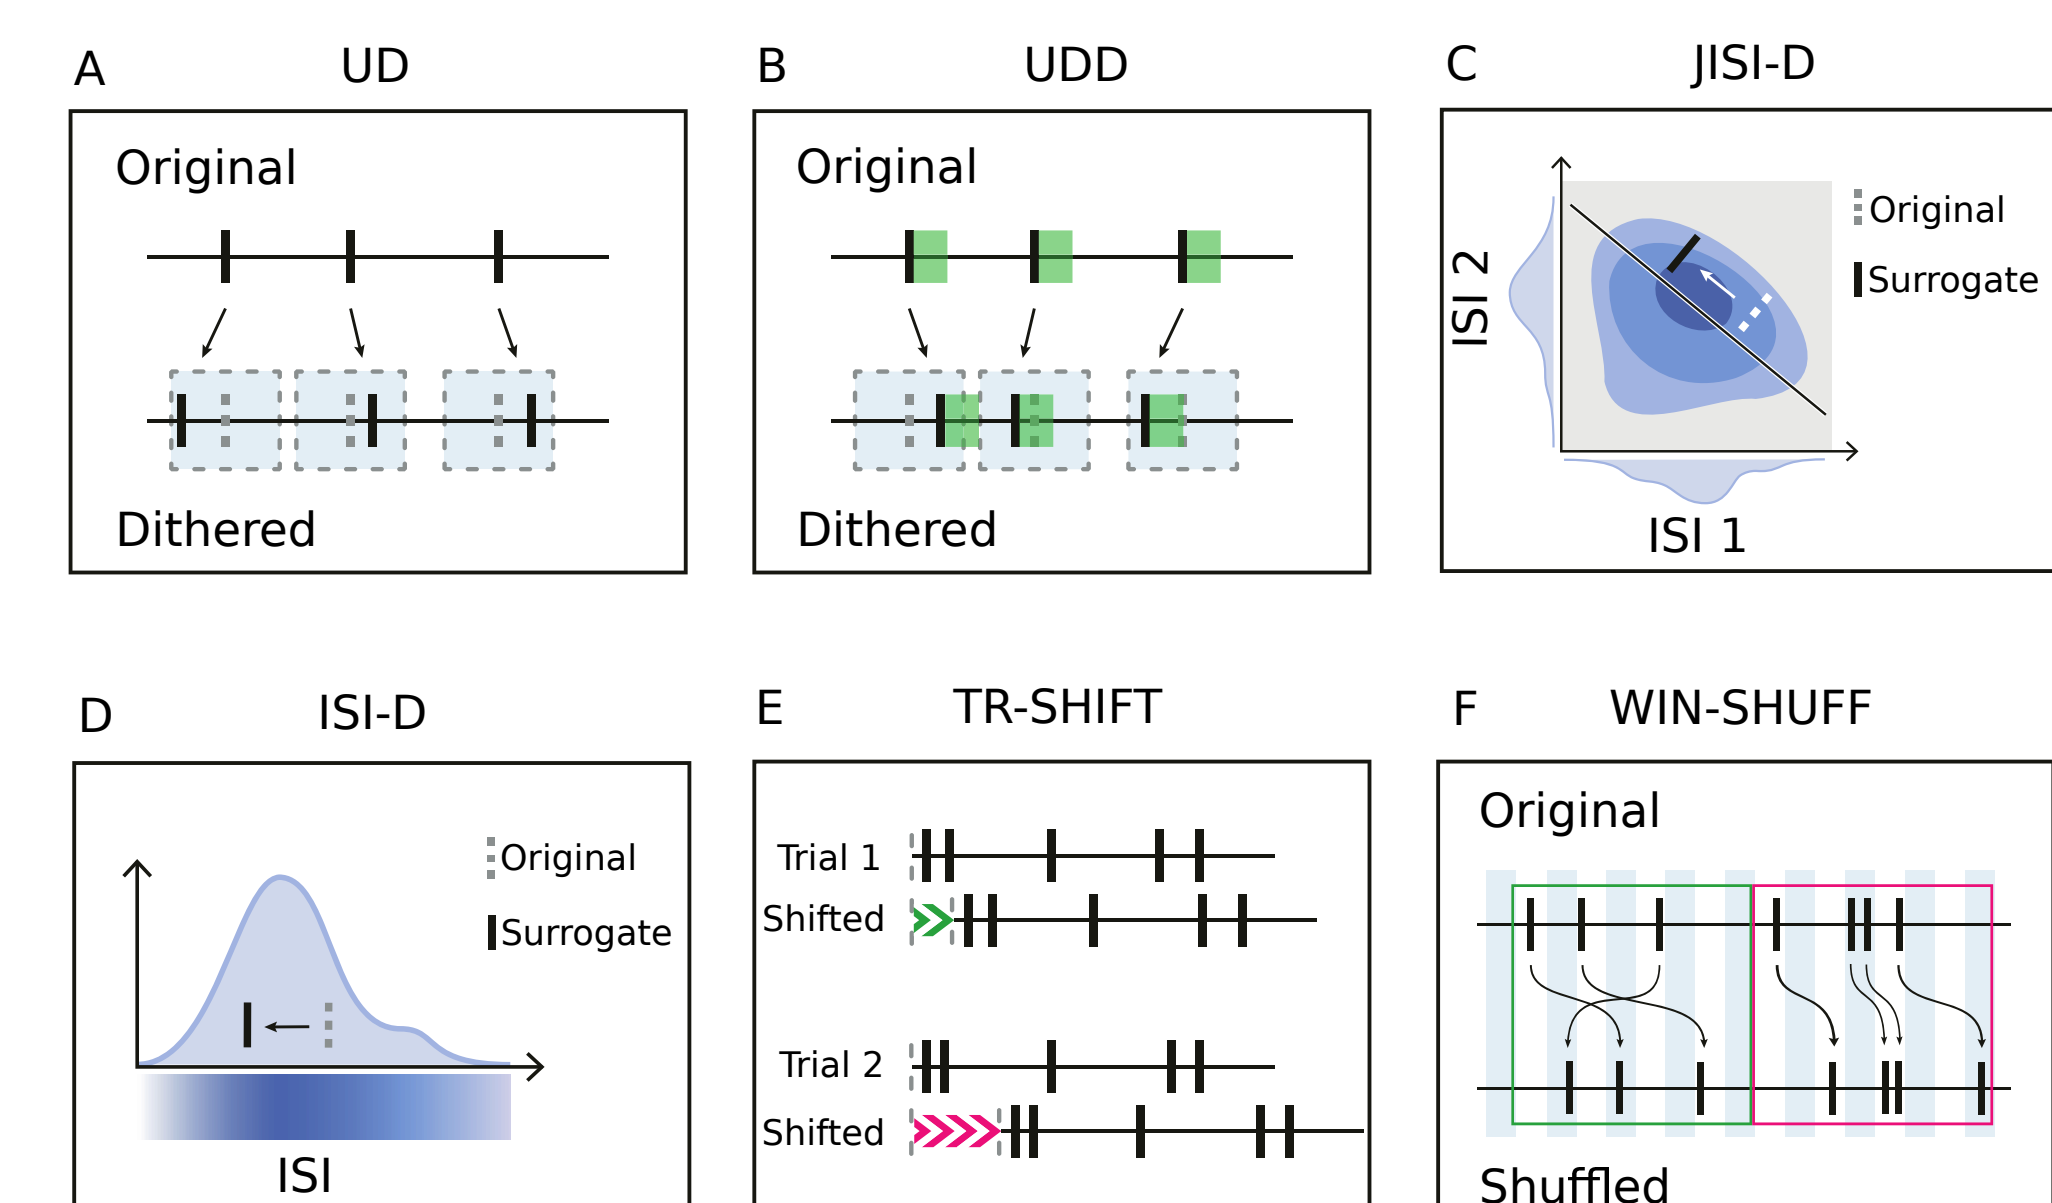 A
UD
Original
Dithered
B
UDD
Original
Dithered
C
JISI-D
Original
Surrogate
ISI 2
ISI 1
D
ISI-D
Original
Surrogate
ISI
E
TR-SHIFT
Trial 1
Shifted
Trial 2
Shifted
F
WIN-SHUFF
Original
Shuffled